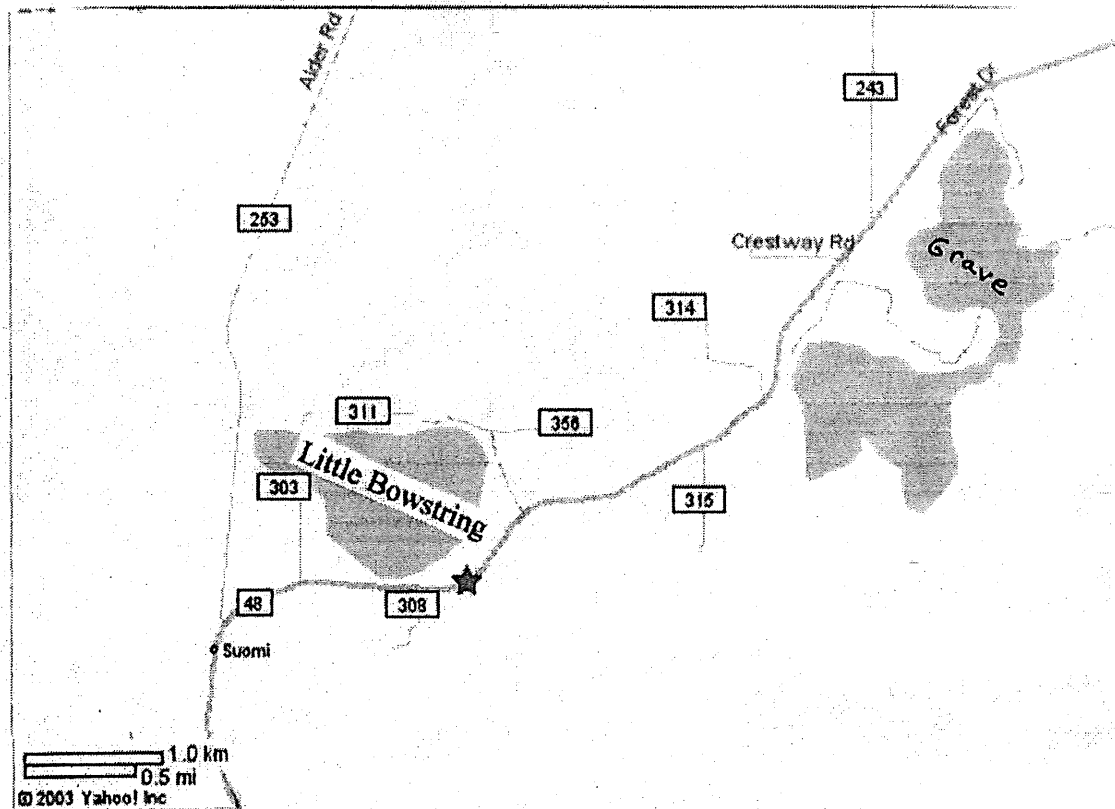 Alder Rd
243
Forest Dr
253
Crestway Rd
Grave
314
311
356
Little Bowstring
303
315
48
308
Suomi
1.0 km
0.5 mi
© 2003 Yahoo! Inc